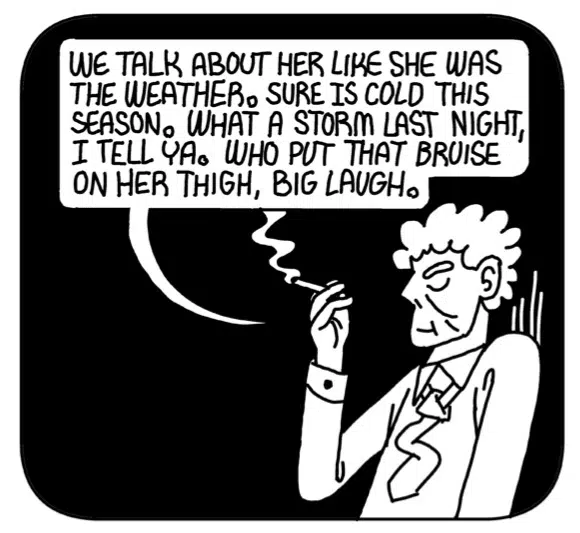 WE TALK ABOUT HER LIKE SHE WAS
THE WEATHER. SURE IS COLD THIS
SEASON. WHAT A STORM LAST NIGHT,
I TELL YA. WHO PUT THAT BRUISE
ON HER THIGH, BIG LAUGH.